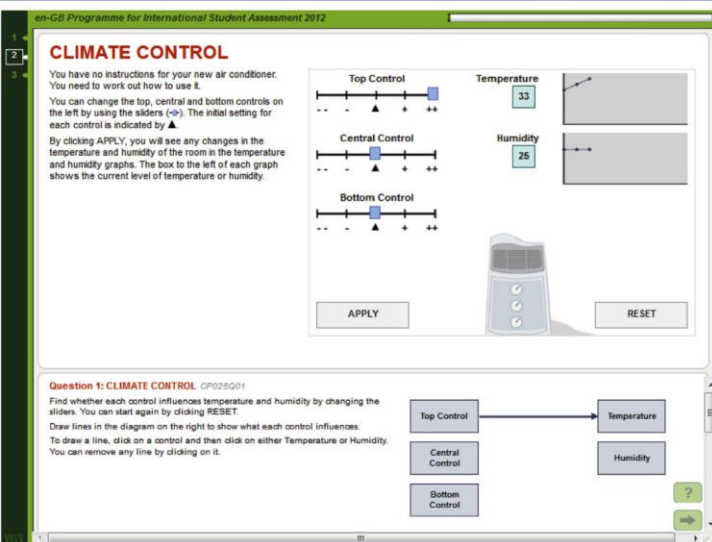 en-GB Programme for International Student Assessment 2012
1
2
3
CLIMATE CONTROL
You have no instructions for your new air conditioner.
You need to work out how to use it.
You can change the top, central and bottom controls on
the left by using the sliders ( ). The initial setting for
each control is indicated by ▲.
By clicking APPLY, you will see any changes in the
temperature and humidity of the room in the temperature
and humidity graphs. The box to the left of each graph
shows the current level of temperature or humidity.
Top Control
-- - ▲ + ++
Central Control
-- - ▲ + ++
Bottom Control
-- - ▲ + ++
Temperature
33
Humidity
25
APPLY
RESET
Question 1: CLIMATE CONTROL CP025Q01
Find whether each control influences temperature and humidity by changing the
sliders. You can start again by clicking RESET.
Draw lines in the diagram on the right to show what each control influences.
To draw a line, click on a control and then click on either Temperature or Humidity.
You can remove any line by clicking on it.
Top Control
Temperature
Central
Control
Humidity
Bottom
Control
?